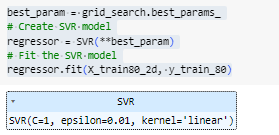 best_param = grid_search.best_params_
# Create SVR model
regressor = SVR(**best_param)
# Fit the SVR model
regressor.fit(X_train80_2d, y_train_80)
SVR
SVR(C=1, epsilon=0.01, kernel='linear')